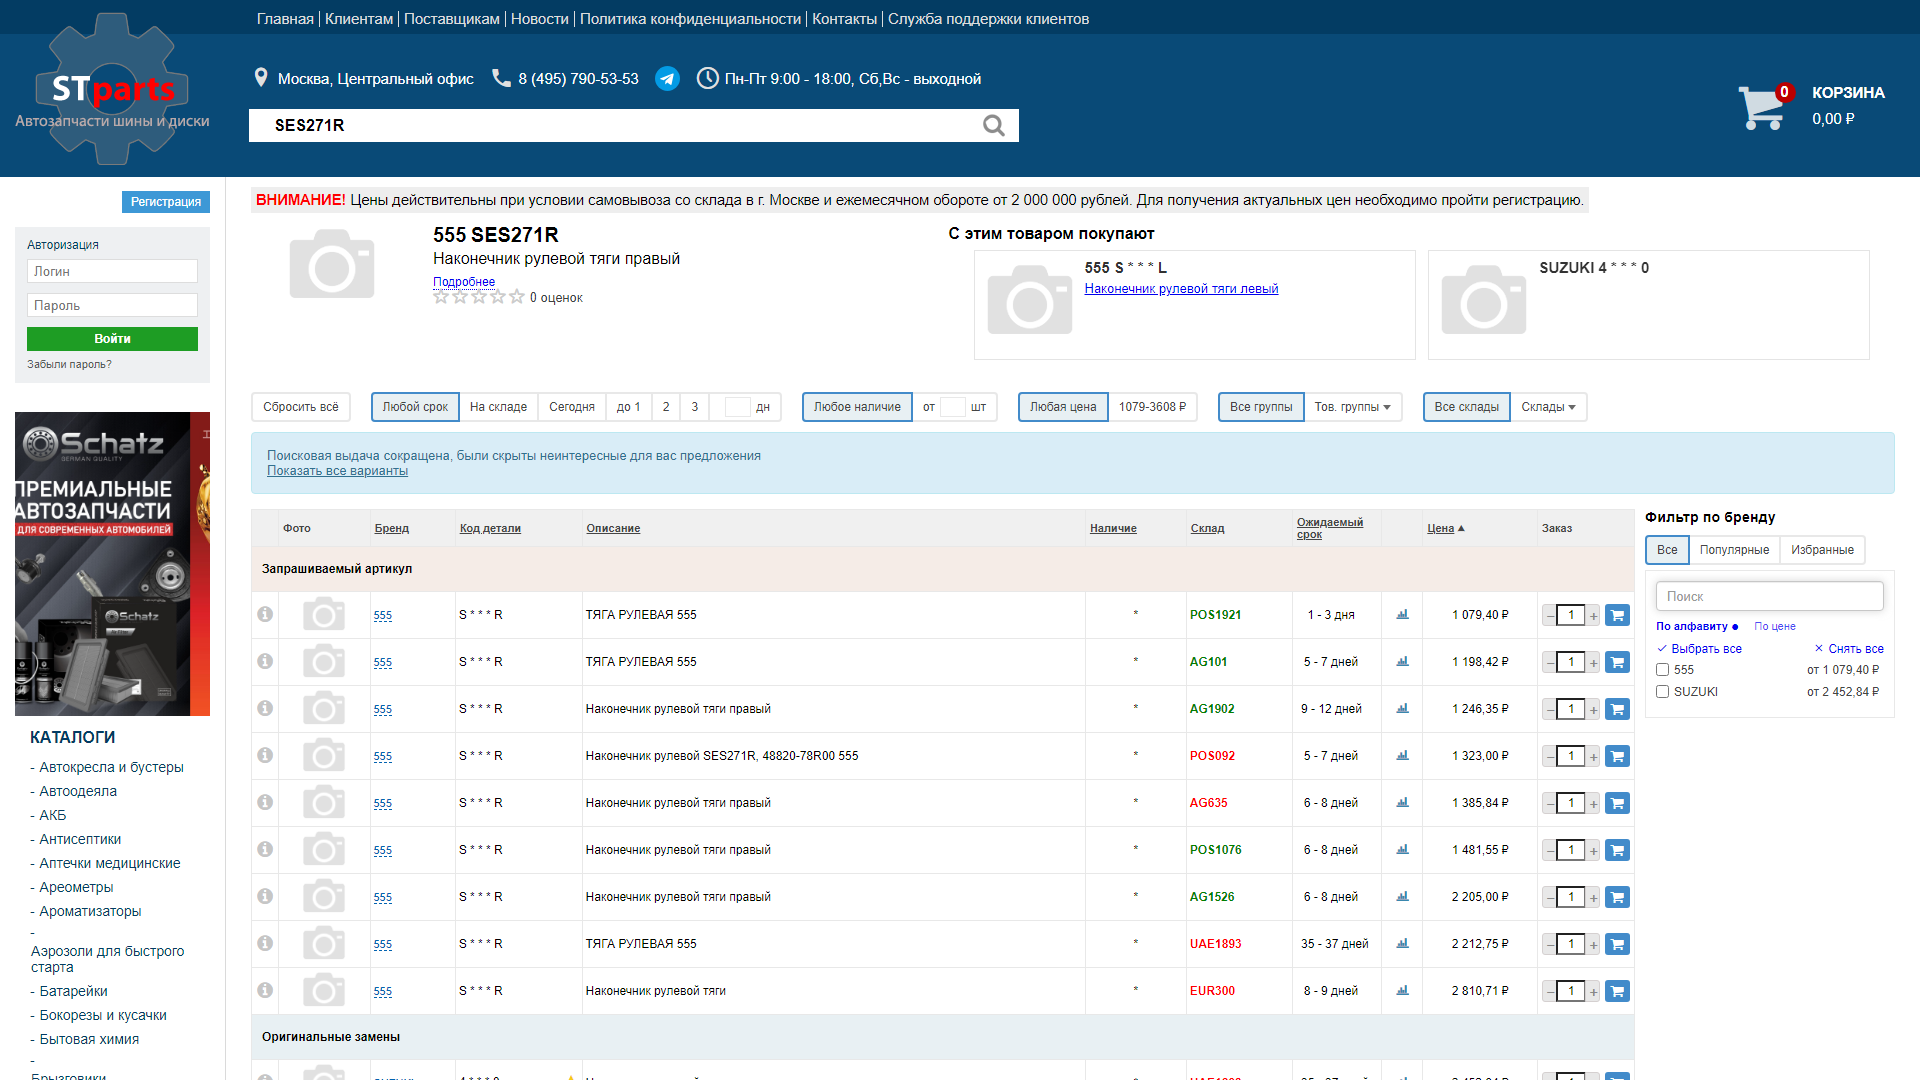 Главная | Клиентам | Поставщикам | Новости | Политика конфиденциальности | Контакты | Служба поддержки клиентов
STparts
Автозапчасти шины и диски
Москва, Центральный офис 8 (495) 790-53-53 Пн-Пт 9:00 - 18:00, Сб,Вс - выходной
SES271R
0 КОРЗИНА
0,00 ₽
Регистрация
Авторизация
Логин
Пароль
Войти
Забыли пароль?
Schatz
GERMAN QUALITY
ПРЕМИАЛЬНЫЕ
АВТОЗАПЧАСТИ
ДЛЯ СОВРЕМЕННЫХ АВТОМОБИЛЕЙ
Schatz
КАТАЛОГИ
- Автокресла и бустеры
- Автоодеяла
- АКБ
- Антисептики
- Аптечки медицинские
- Ареометры
- Ароматизаторы
-
Аэрозоли для быстрого
старта
- Батарейки
- Бокорезы и кусачки
- Бытовая химия
-
Брызговики
ВНИМАНИЕ! Цены действительны при условии самовывоза со склада в г. Москве и ежемесячном обороте от 2 000 000 рублей. Для получения актуальных цен необходимо пройти регистрацию.
555 SES271R
Наконечник рулевой тяги правый
Подробнее
0 оценок
С этим товаром покупают
555 S * * * L
Наконечник рулевой тяги левый
SUZUKI 4 * * * 0
Сбросить всё Любой срок На складе Сегодня до 1 2 3 дн Любое наличие от шт Любая цена 1079-3608 ₽ Все группы Тов. группы Все склады Склады
Поисковая выдача сокращена, были скрыты неинтересные для вас предложения
Показать все варианты
Фото Бренд Код детали Описание Наличие Склад Ожидаемый срок Цена Заказ
Запрашиваемый артикул
555 S * * * R ТЯГА РУЛЕВАЯ 555 * POS1921 1 - 3 дня 1 079,40 ₽ – 1 +
555 S * * * R ТЯГА РУЛЕВАЯ 555 * AG101 5 - 7 дней 1 198,42 ₽ – 1 +
555 S * * * R Наконечник рулевой тяги правый * AG1902 9 - 12 дней 1 246,35 ₽ – 1 +
555 S * * * R Наконечник рулевой SES271R, 48820-78R00 555 * POS092 5 - 7 дней 1 323,00 ₽ – 1 +
555 S * * * R Наконечник рулевой тяги правый * AG635 6 - 8 дней 1 385,84 ₽ – 1 +
555 S * * * R Наконечник рулевой тяги правый * POS1076 6 - 8 дней 1 481,55 ₽ – 1 +
555 S * * * R Наконечник рулевой тяги правый * AG1526 6 - 8 дней 2 205,00 ₽ – 1 +
555 S * * * R ТЯГА РУЛЕВАЯ 555 * UAE1893 35 - 37 дней 2 212,75 ₽ – 1 +
555 S * * * R Наконечник рулевой тяги * EUR300 8 - 9 дней 2 810,71 ₽ – 1 +
Оригинальные замены
Фильтр по бренду
Все Популярные Избранные
Поиск
По алфавиту По цене
Выбрать все Снять все
555 от 1 079,40 ₽
SUZUKI от 2 452,84 ₽